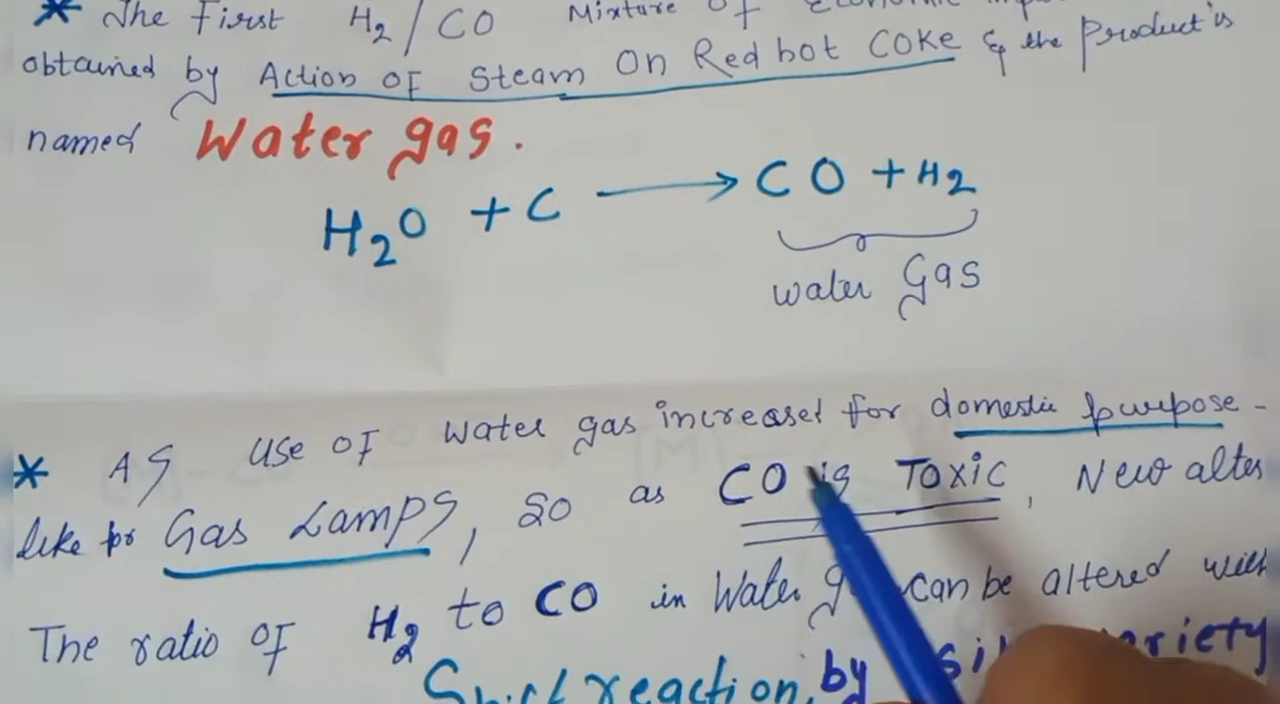 * The First H2/CO Mixture of Economic
obtained by Action of Steam On Red hot COKE & the Product is
named Water gas.
H2O + C ⟶ CO + H2
water Gas
* AS use of water gas increased for domestic purpose -
like for Gas Lamps, so as CO is Toxic, New alter
The ratio of H2 to CO in Water can be altered with
reaction, by